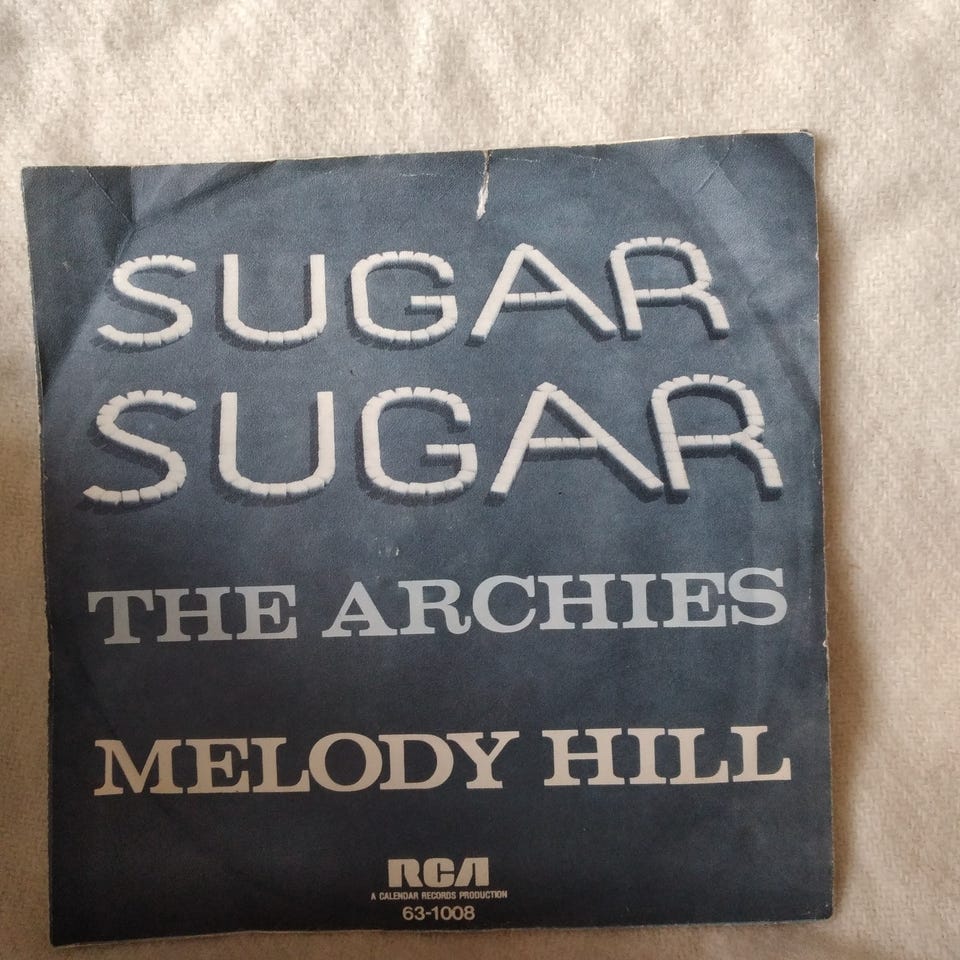 SUGAR
SUGAR
THE ARCHIES
MELODY HILL
RCA
A CALENDAR RECORDS PRODUCTION
63-1008